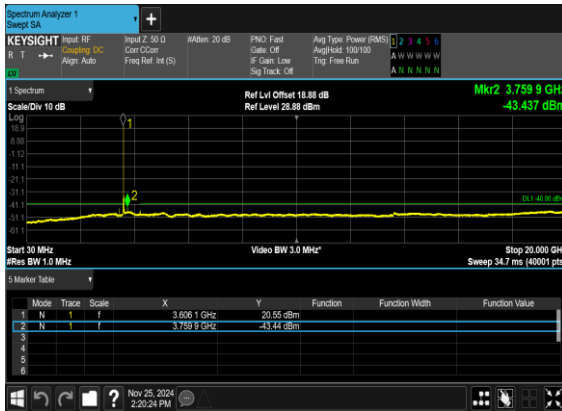 Spectrum Analyzer 1
Swept SA
+
KEYSIGHT Input: RF Input Z: 50 Ω #Atten: 20 dB PNO: Fast Avg Type: Power (RMS) 1 2 3 4 5 6
R T Coupling: DC Corr CCorr Gate: Off Avg|Hold: 100/100 A W W W W W
Align: Auto Freq Ref: Int (S) IF Gain: Low Trig: Free Run
LXI Sig Track: Off A N N N N N
1 Spectrum Ref Lvl Offset 18.88 dB Mkr2 3.759 9 GHz
Scale/Div 10 dB Ref Level 28.88 dBm -43.437 dBm
Log
18.9
8.88
-1.12
-11.1
-21.1
-31.1
-41.1
-51.1
-61.1
1
2
DL1 -40.00 dBm
Start 30 MHz Video BW 3.0 MHz* Stop 20.000 GHz
#Res BW 1.0 MHz Sweep 34.7 ms (40001 pts)
5 Marker Table
Mode Trace Scale X Y Function Function Width Function Value
1 N 1 f 3.606 1 GHz 20.55 dBm
2 N 1 f 3.759 9 GHz -43.44 dBm
3
4
5
6
? Nov 25, 2024
2:20:24 PM